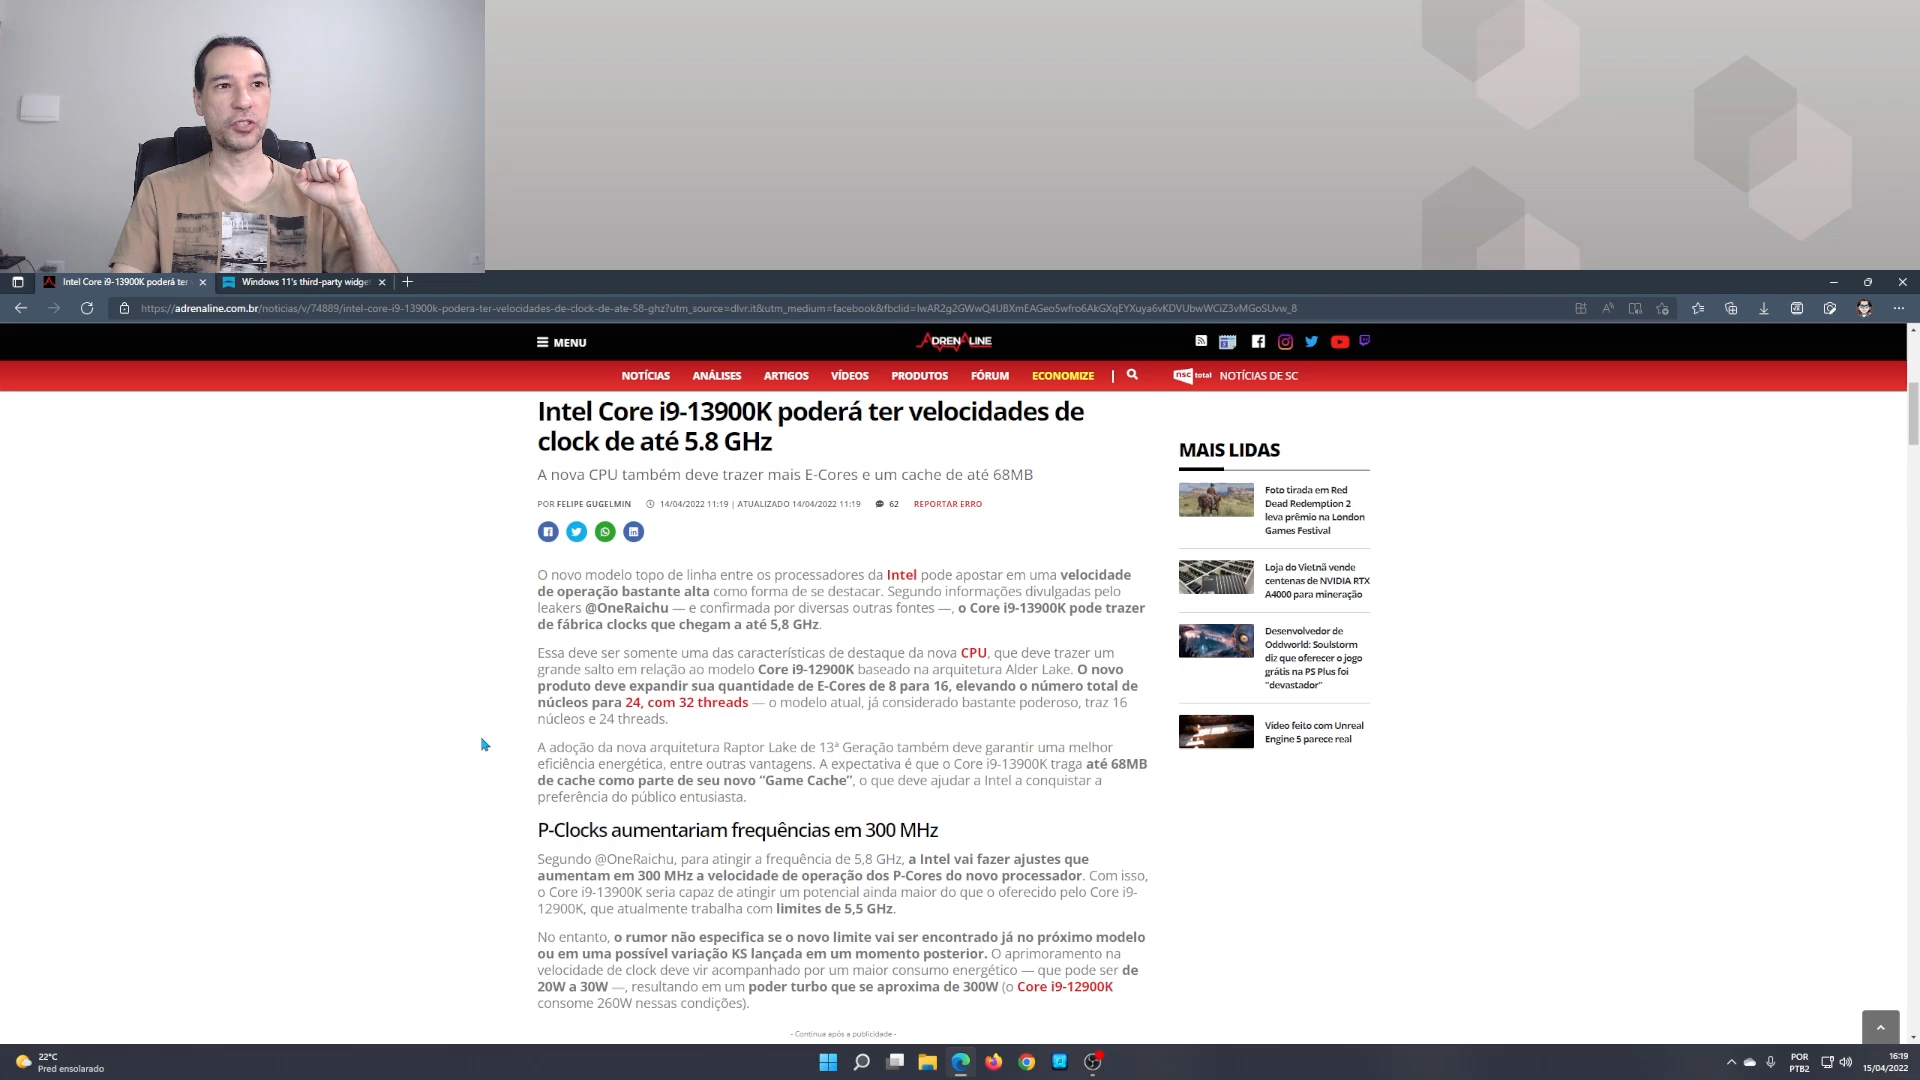 Intel Core i9-13900K poderá ter
Windows 11's third-party widge
https://adrenaline.com.br/noticias/v/74889/intel-core-i9-13900k-podera-ter-velocidades-de-clock-de-ate-58-ghz?utm_source=dlvr.it&utm_medium=facebook&fbclid=IwAR2g2GWwQ4UBXmEAGeo5wfro6AkGXqEYXuya6vKDVUbwWCiZ3vMGoSUvw_8
MENU
ADRENALINE
NOTÍCIAS ANÁLISES ARTIGOS VÍDEOS PRODUTOS FÓRUM ECONOMIZE | nsc total NOTÍCIAS DE SC
Intel Core i9-13900K poderá ter velocidades de
clock de até 5.8 GHz
A nova CPU também deve trazer mais E-Cores e um cache de até 68MB
POR FELIPE GUGELMIN 14/04/2022 11:19 | ATUALIZADO 14/04/2022 11:19 62 REPORTAR ERRO
O novo modelo topo de linha entre os processadores da Intel pode apostar em uma velocidade
de operação bastante alta como forma de se destacar. Segundo informações divulgadas pelo
leakers @OneRaichu — e confirmada por diversas outras fontes —, o Core i9-13900K pode trazer
de fábrica clocks que chegam a até 5,8 GHz.
Essa deve ser somente uma das características de destaque da nova CPU, que deve trazer um
grande salto em relação ao modelo Core i9-12900K baseado na arquitetura Alder Lake. O novo
produto deve expandir sua quantidade de E-Cores de 8 para 16, elevando o número total de
núcleos para 24, com 32 threads — o modelo atual, já considerado bastante poderoso, traz 16
núcleos e 24 threads.
A adoção da nova arquitetura Raptor Lake de 13ª Geração também deve garantir uma melhor
eficiência energética, entre outras vantagens. A expectativa é que o Core i9-13900K traga até 68MB
de cache como parte de seu novo “Game Cache”, o que deve ajudar a Intel a conquistar a
preferência do público entusiasta.
P-Clocks aumentariam frequências em 300 MHz
Segundo @OneRaichu, para atingir a frequência de 5,8 GHz, a Intel vai fazer ajustes que
aumentam em 300 MHz a velocidade de operação dos P-Cores do novo processador. Com isso,
o Core i9-13900K seria capaz de atingir um potencial ainda maior do que o oferecido pelo Core i9-
12900K, que atualmente trabalha com limites de 5,5 GHz.
No entanto, o rumor não especifica se o novo limite vai ser encontrado já no próximo modelo
ou em uma possível variação KS lançada em um momento posterior. O aprimoramento na
velocidade de clock deve vir acompanhado por um maior consumo energético — que pode ser de
20W a 30W —, resultando em um poder turbo que se aproxima de 300W (o Core i9-12900K
consome 260W nessas condições).
- Continua após a publicidade -
MAIS LIDAS
Foto tirada em Red
Dead Redemption 2
leva prêmio na London
Games Festival
Loja do Vietnã vende
centenas de NVIDIA RTX
A4000 para mineração
Desenvolvedor de
Oddworld: Soulstorm
diz que oferecer o jogo
grátis na PS Plus foi
"devastador"
Vídeo feito com Unreal
Engine 5 parece real
22°C
Pred ensolarado
POR
PTB2
16:19
15/04/2022